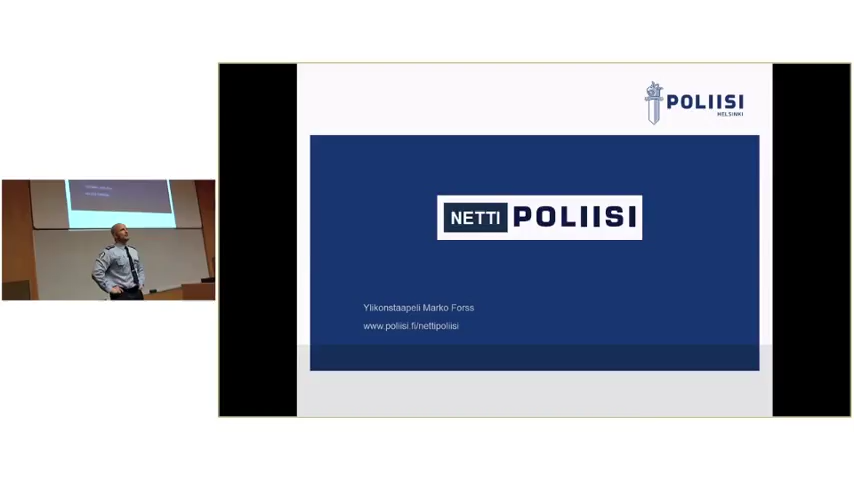 POLIISI
HELSINKI
NETTI POLIISI
Ylikonstaapeli Marko Forss
www.poliisi.fi/nettipoliisi